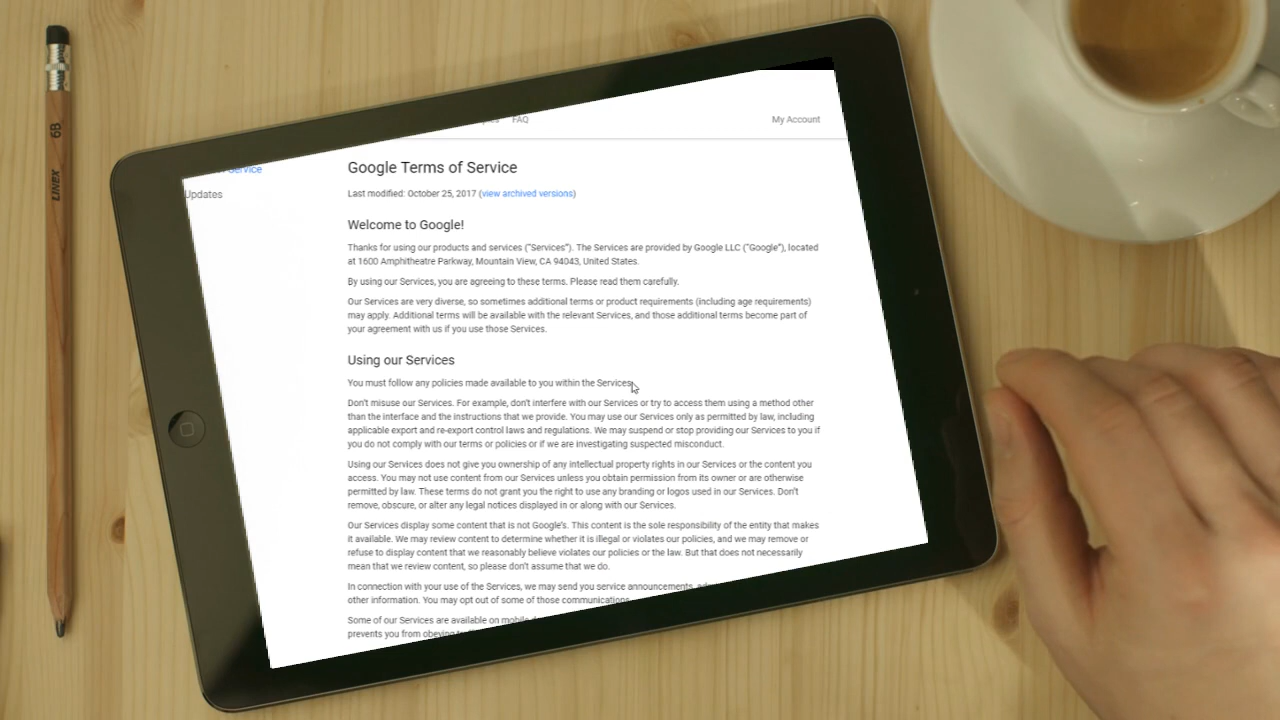 FAQ
My Account
Service
Google Terms of Service
Updates
Last modified: October 25, 2017 (view archived versions)
Welcome to Google!
Thanks for using our products and services (“Services”). The Services are provided by Google LLC (“Google”), located
at 1600 Amphitheatre Parkway, Mountain View, CA 94043, United States.
By using our Services, you are agreeing to these terms. Please read them carefully.
Our Services are very diverse, so sometimes additional terms or product requirements (including age requirements)
may apply. Additional terms will be available with the relevant Services, and those additional terms become part of
your agreement with us if you use those Services.
Using our Services
You must follow any policies made available to you within the Services.
Don’t misuse our Services. For example, don’t interfere with our Services or try to access them using a method other
than the interface and the instructions that we provide. You may use our Services only as permitted by law, including
applicable export and re-export control laws and regulations. We may suspend or stop providing our Services to you if
you do not comply with our terms or policies or if we are investigating suspected misconduct.
Using our Services does not give you ownership of any intellectual property rights in our Services or the content you
access. You may not use content from our Services unless you obtain permission from its owner or are otherwise
permitted by law. These terms do not grant you the right to use any branding or logos used in our Services. Don’t
remove, obscure, or alter any legal notices displayed in or along with our Services.
Our Services display some content that is not Google’s. This content is the sole responsibility of the entity that makes
it available. We may review content to determine whether it is illegal or violates our policies, and we may remove or
refuse to display content that we reasonably believe violates our policies or the law. But that does not necessarily
mean that we review content, so please don’t assume that we do.
In connection with your use of the Services, we may send you service announcements,
other information. You may opt out of some of those communications.
Some of our Services are available on mobile
prevents you from obeying
6B
LINEX